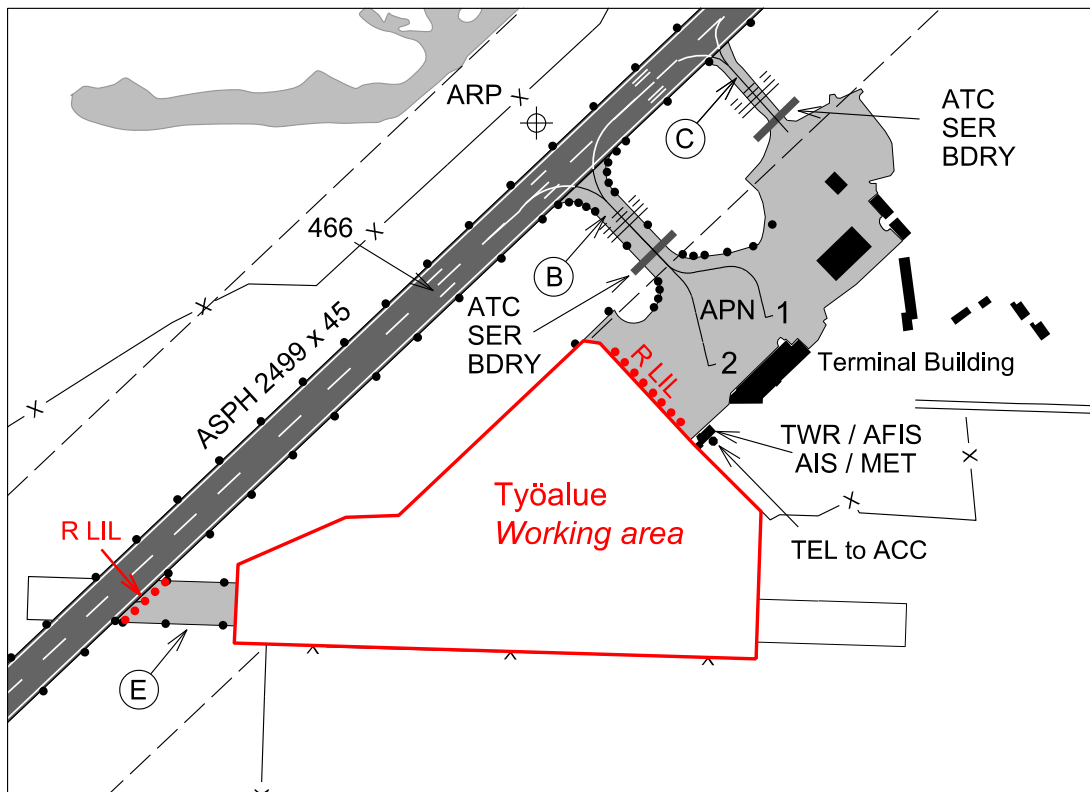 ARP
C
ATC
SER
BDRY
466
B
ATC
SER
BDRY
APN
1
2
ASPH 2499 x 45
R LIL
Terminal Building
TWR / AFIS
AIS / MET
Työalue
Working area
R LIL
TEL to ACC
E